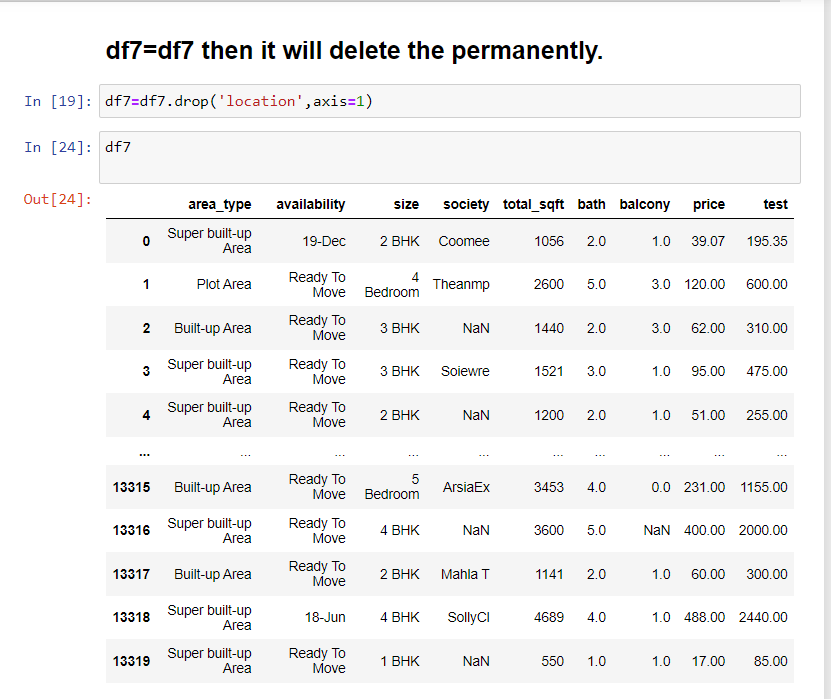 df7=df7 then it will delete the permanently.
In [19]: df7=df7.drop('location',axis=1)
In [24]: df7
Out[24]:
area_type availability size society total_sqft bath balcony price test
0 Super built-up Area 19-Dec 2 BHK Coomee 1056 2.0 1.0 39.07 195.35
1 Plot Area Ready To Move 4 Bedroom Theanmp 2600 5.0 3.0 120.00 600.00
2 Built-up Area Ready To Move 3 BHK NaN 1440 2.0 3.0 62.00 310.00
3 Super built-up Area Ready To Move 3 BHK Soiewre 1521 3.0 1.0 95.00 475.00
4 Super built-up Area Ready To Move 2 BHK NaN 1200 2.0 1.0 51.00 255.00
... ... ... ... ... ... ... ... ... ...
13315 Built-up Area Ready To Move 5 Bedroom ArsiaEx 3453 4.0 0.0 231.00 1155.00
13316 Super built-up Area Ready To Move 4 BHK NaN 3600 5.0 NaN 400.00 2000.00
13317 Built-up Area Ready To Move 2 BHK Mahla T 1141 2.0 1.0 60.00 300.00
13318 Super built-up Area 18-Jun 4 BHK SollyCl 4689 4.0 1.0 488.00 2440.00
13319 Super built-up Area Ready To Move 1 BHK NaN 550 1.0 1.0 17.00 85.00